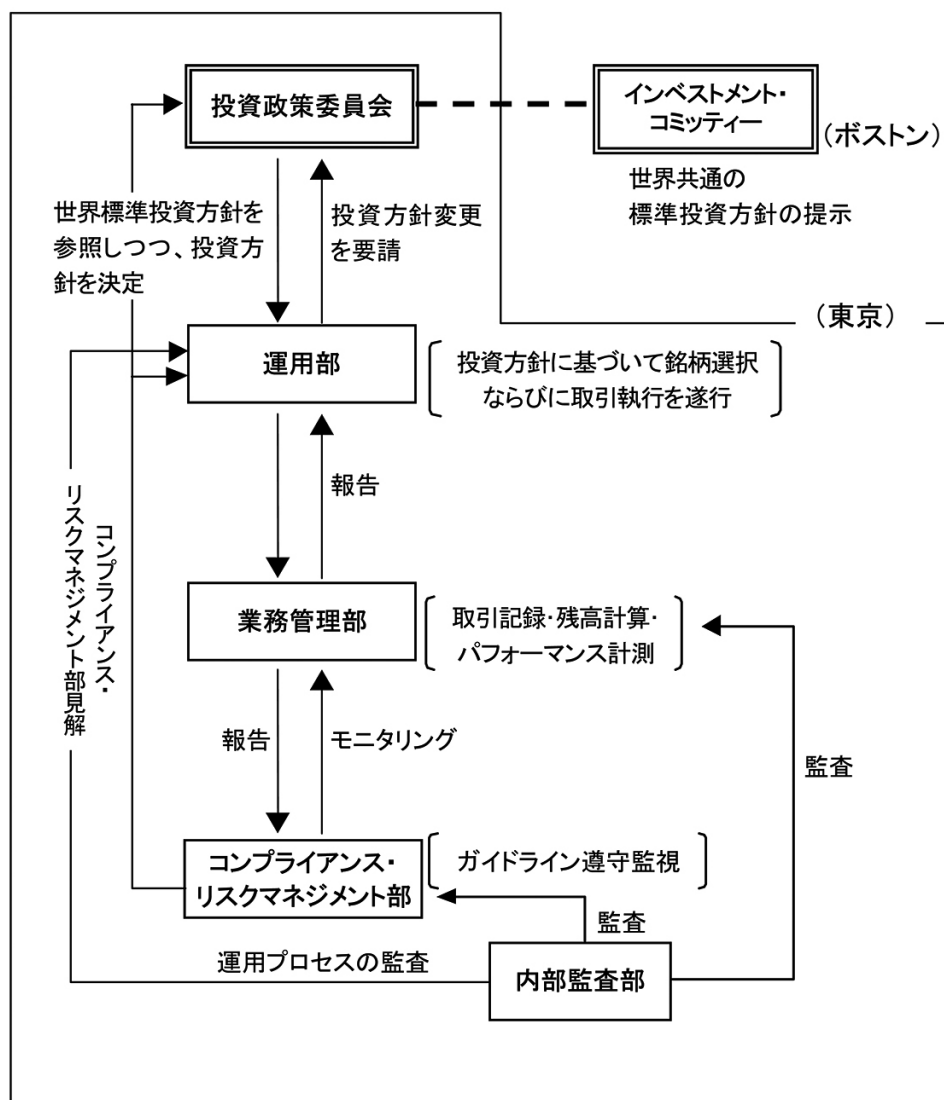 投資政策委員会
インベストメント・
コミッティー
(ボストン)
世界共通の
標準投資方針の提示
世界標準投資方針を
参照しつつ、投資方
針を決定
投資方針変更
を要請
(東京)
運用部
投資方針に基づいて銘柄選択
ならびに取引執行を遂行
報告
コンプライアンス・
リスクマネジメント部見解
業務管理部
取引記録・残高計算・
パフォーマンス計測
報告
モニタリング
監査
コンプライアンス・
リスクマネジメント部
ガイドライン遵守監視
監査
運用プロセスの監査
内部監査部